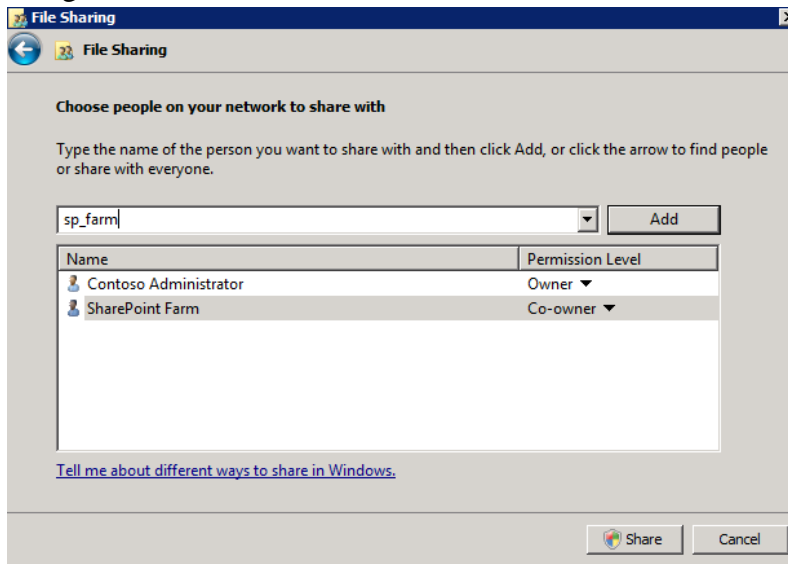 File Sharing
File Sharing
Choose people on your network to share with
Type the name of the person you want to share with and then click Add, or click the arrow to find people
or share with everyone.
sp_farm Add
Name Permission Level
Contoso Administrator Owner
SharePoint Farm Co-owner
Tell me about different ways to share in Windows.
Share Cancel